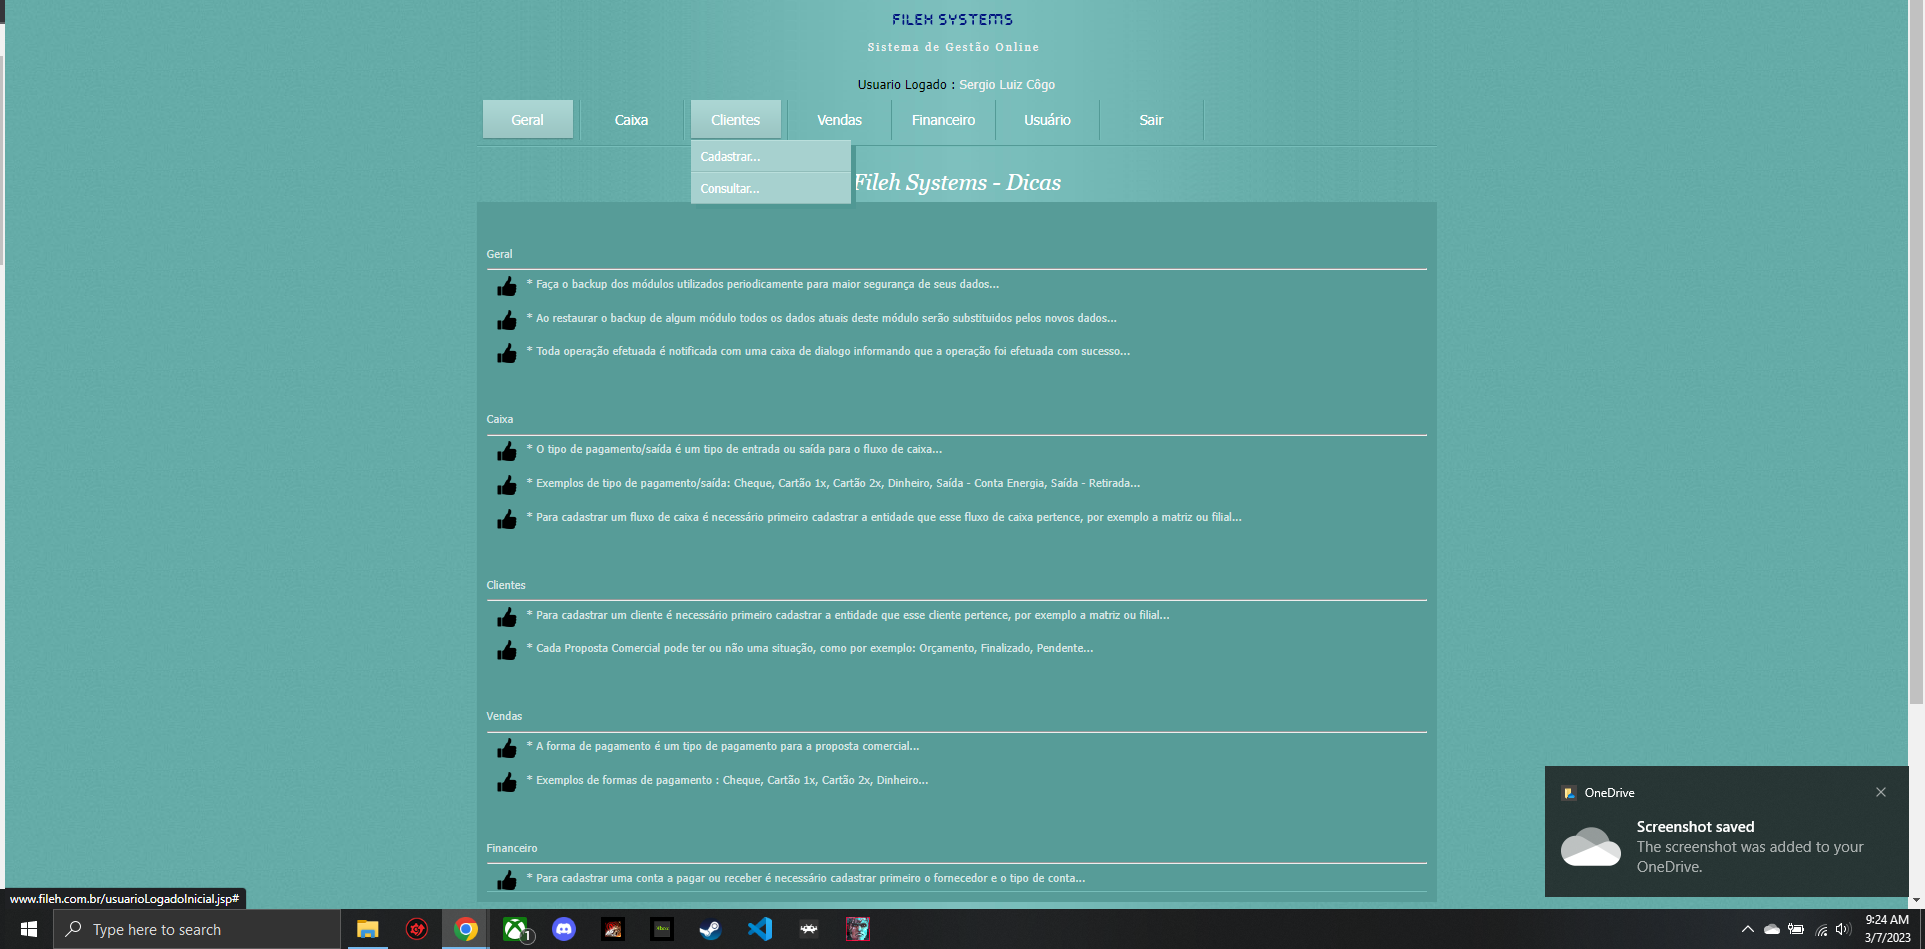 FILEH SYSTEMS
Sistema de Gestão Online
Usuario Logado : Sergio Luiz Côgo
Geral Caixa Clientes Vendas Financeiro Usuário Sair
Cadastrar...
Consultar...
Fileh Systems - Dicas
Geral
* Faça o backup dos módulos utilizados periodicamente para maior segurança de seus dados...
* Ao restaurar o backup de algum módulo todos os dados atuais deste módulo serão substituidos pelos novos dados...
* Toda operação efetuada é notificada com uma caixa de dialogo informando que a operação foi efetuada com sucesso...
Caixa
* O tipo de pagamento/saída é um tipo de entrada ou saída para o fluxo de caixa...
* Exemplos de tipo de pagamento/saída: Cheque, Cartão 1x, Cartão 2x, Dinheiro, Saída - Conta Energia, Saída - Retirada...
* Para cadastrar um fluxo de caixa é necessário primeiro cadastrar a entidade que esse fluxo de caixa pertence, por exemplo a matriz ou filial...
Clientes
* Para cadastrar um cliente é necessário primeiro cadastrar a entidade que esse cliente pertence, por exemplo a matriz ou filial...
* Cada Proposta Comercial pode ter ou não uma situação, como por exemplo: Orçamento, Finalizado, Pendente...
Vendas
* A forma de pagamento é um tipo de pagamento para a proposta comercial...
* Exemplos de formas de pagamento : Cheque, Cartão 1x, Cartão 2x, Dinheiro...
Financeiro
* Para cadastrar uma conta a pagar ou receber é necessário cadastrar primeiro o fornecedor e o tipo de conta...
OneDrive
Screenshot saved
The screenshot was added to your
OneDrive.
www.fileh.com.br/usuarioLogadoInicial.jsp#
Type here to search
1
9:24 AM
3/7/2023